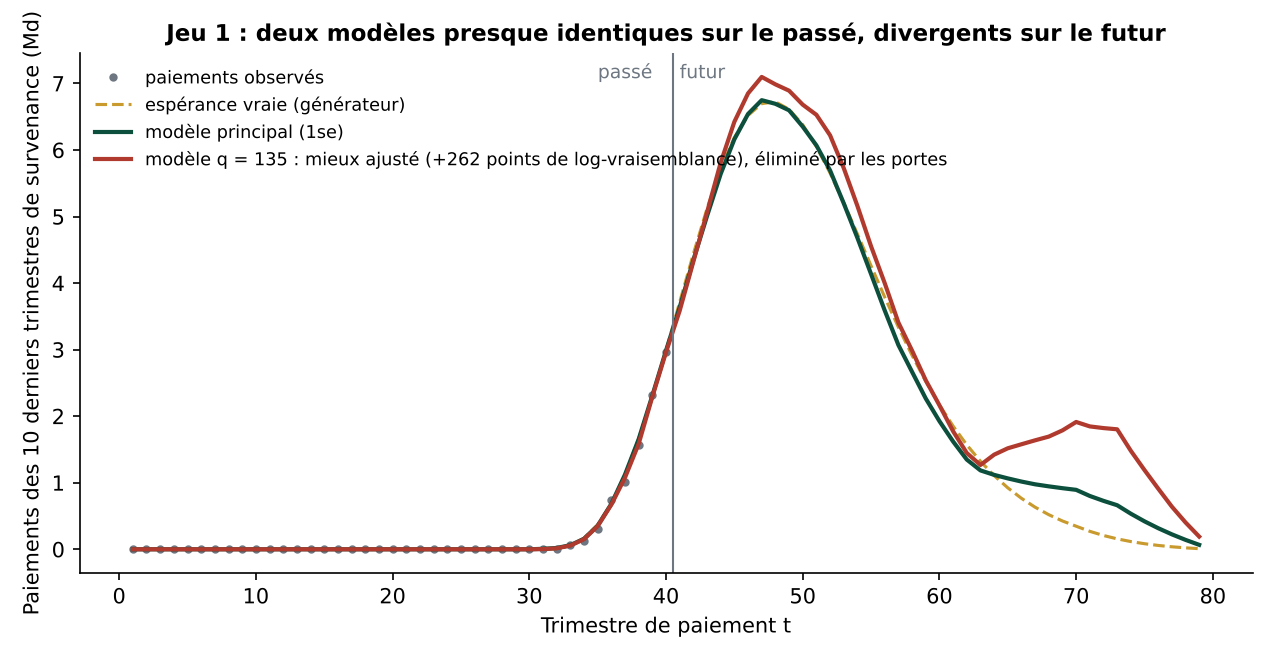 Jeu 1 : deux modèles presque identiques sur le passé, divergents sur le futur
Paiements des 10 derniers trimestres de survenance (Md)
7
6
5
4
3
2
1
0
paiements observés
espérance vraie (générateur)
modèle principal (1se)
modèle q = 135 : mieux ajusté (+262 points de log-vraisemblance), éliminé par les portes
passé
futur
0 10 20 30 40 50 60 70 80
Trimestre de paiement t